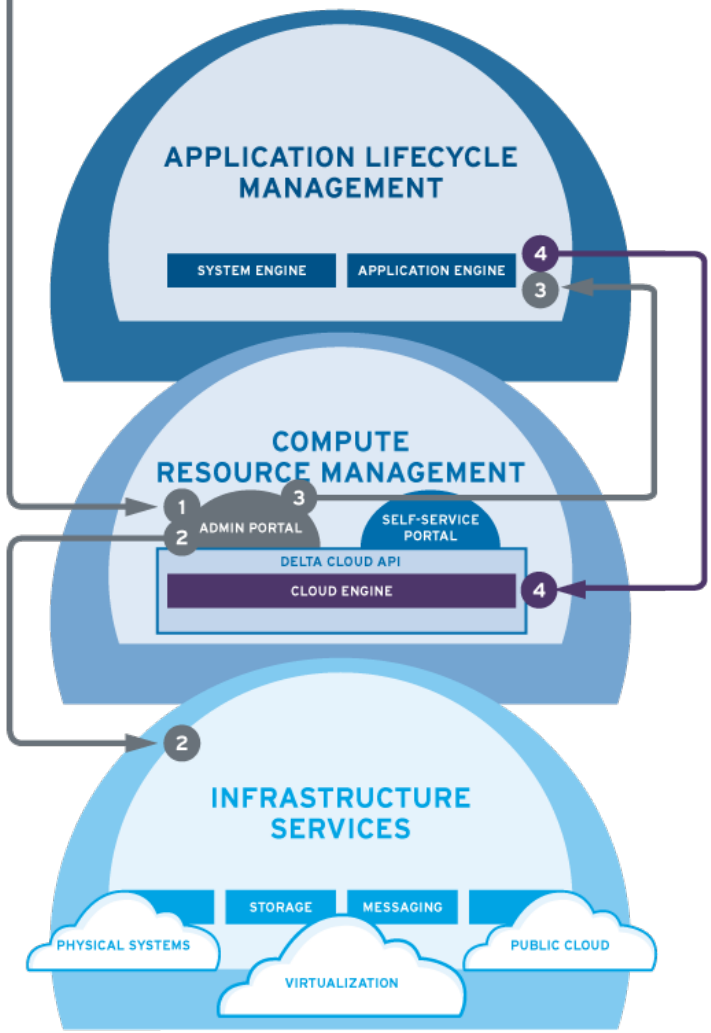 APPLICATION LIFECYCLE
MANAGEMENT
SYSTEM ENGINE
APPLICATION ENGINE
4
3
COMPUTE
RESOURCE MANAGEMENT
1
2
ADMIN PORTAL
3
SELF-SERVICE
PORTAL
DELTA CLOUD API
CLOUD ENGINE
4
2
INFRASTRUCTURE
SERVICES
STORAGE
MESSAGING
PHYSICAL SYSTEMS
VIRTUALIZATION
PUBLIC CLOUD